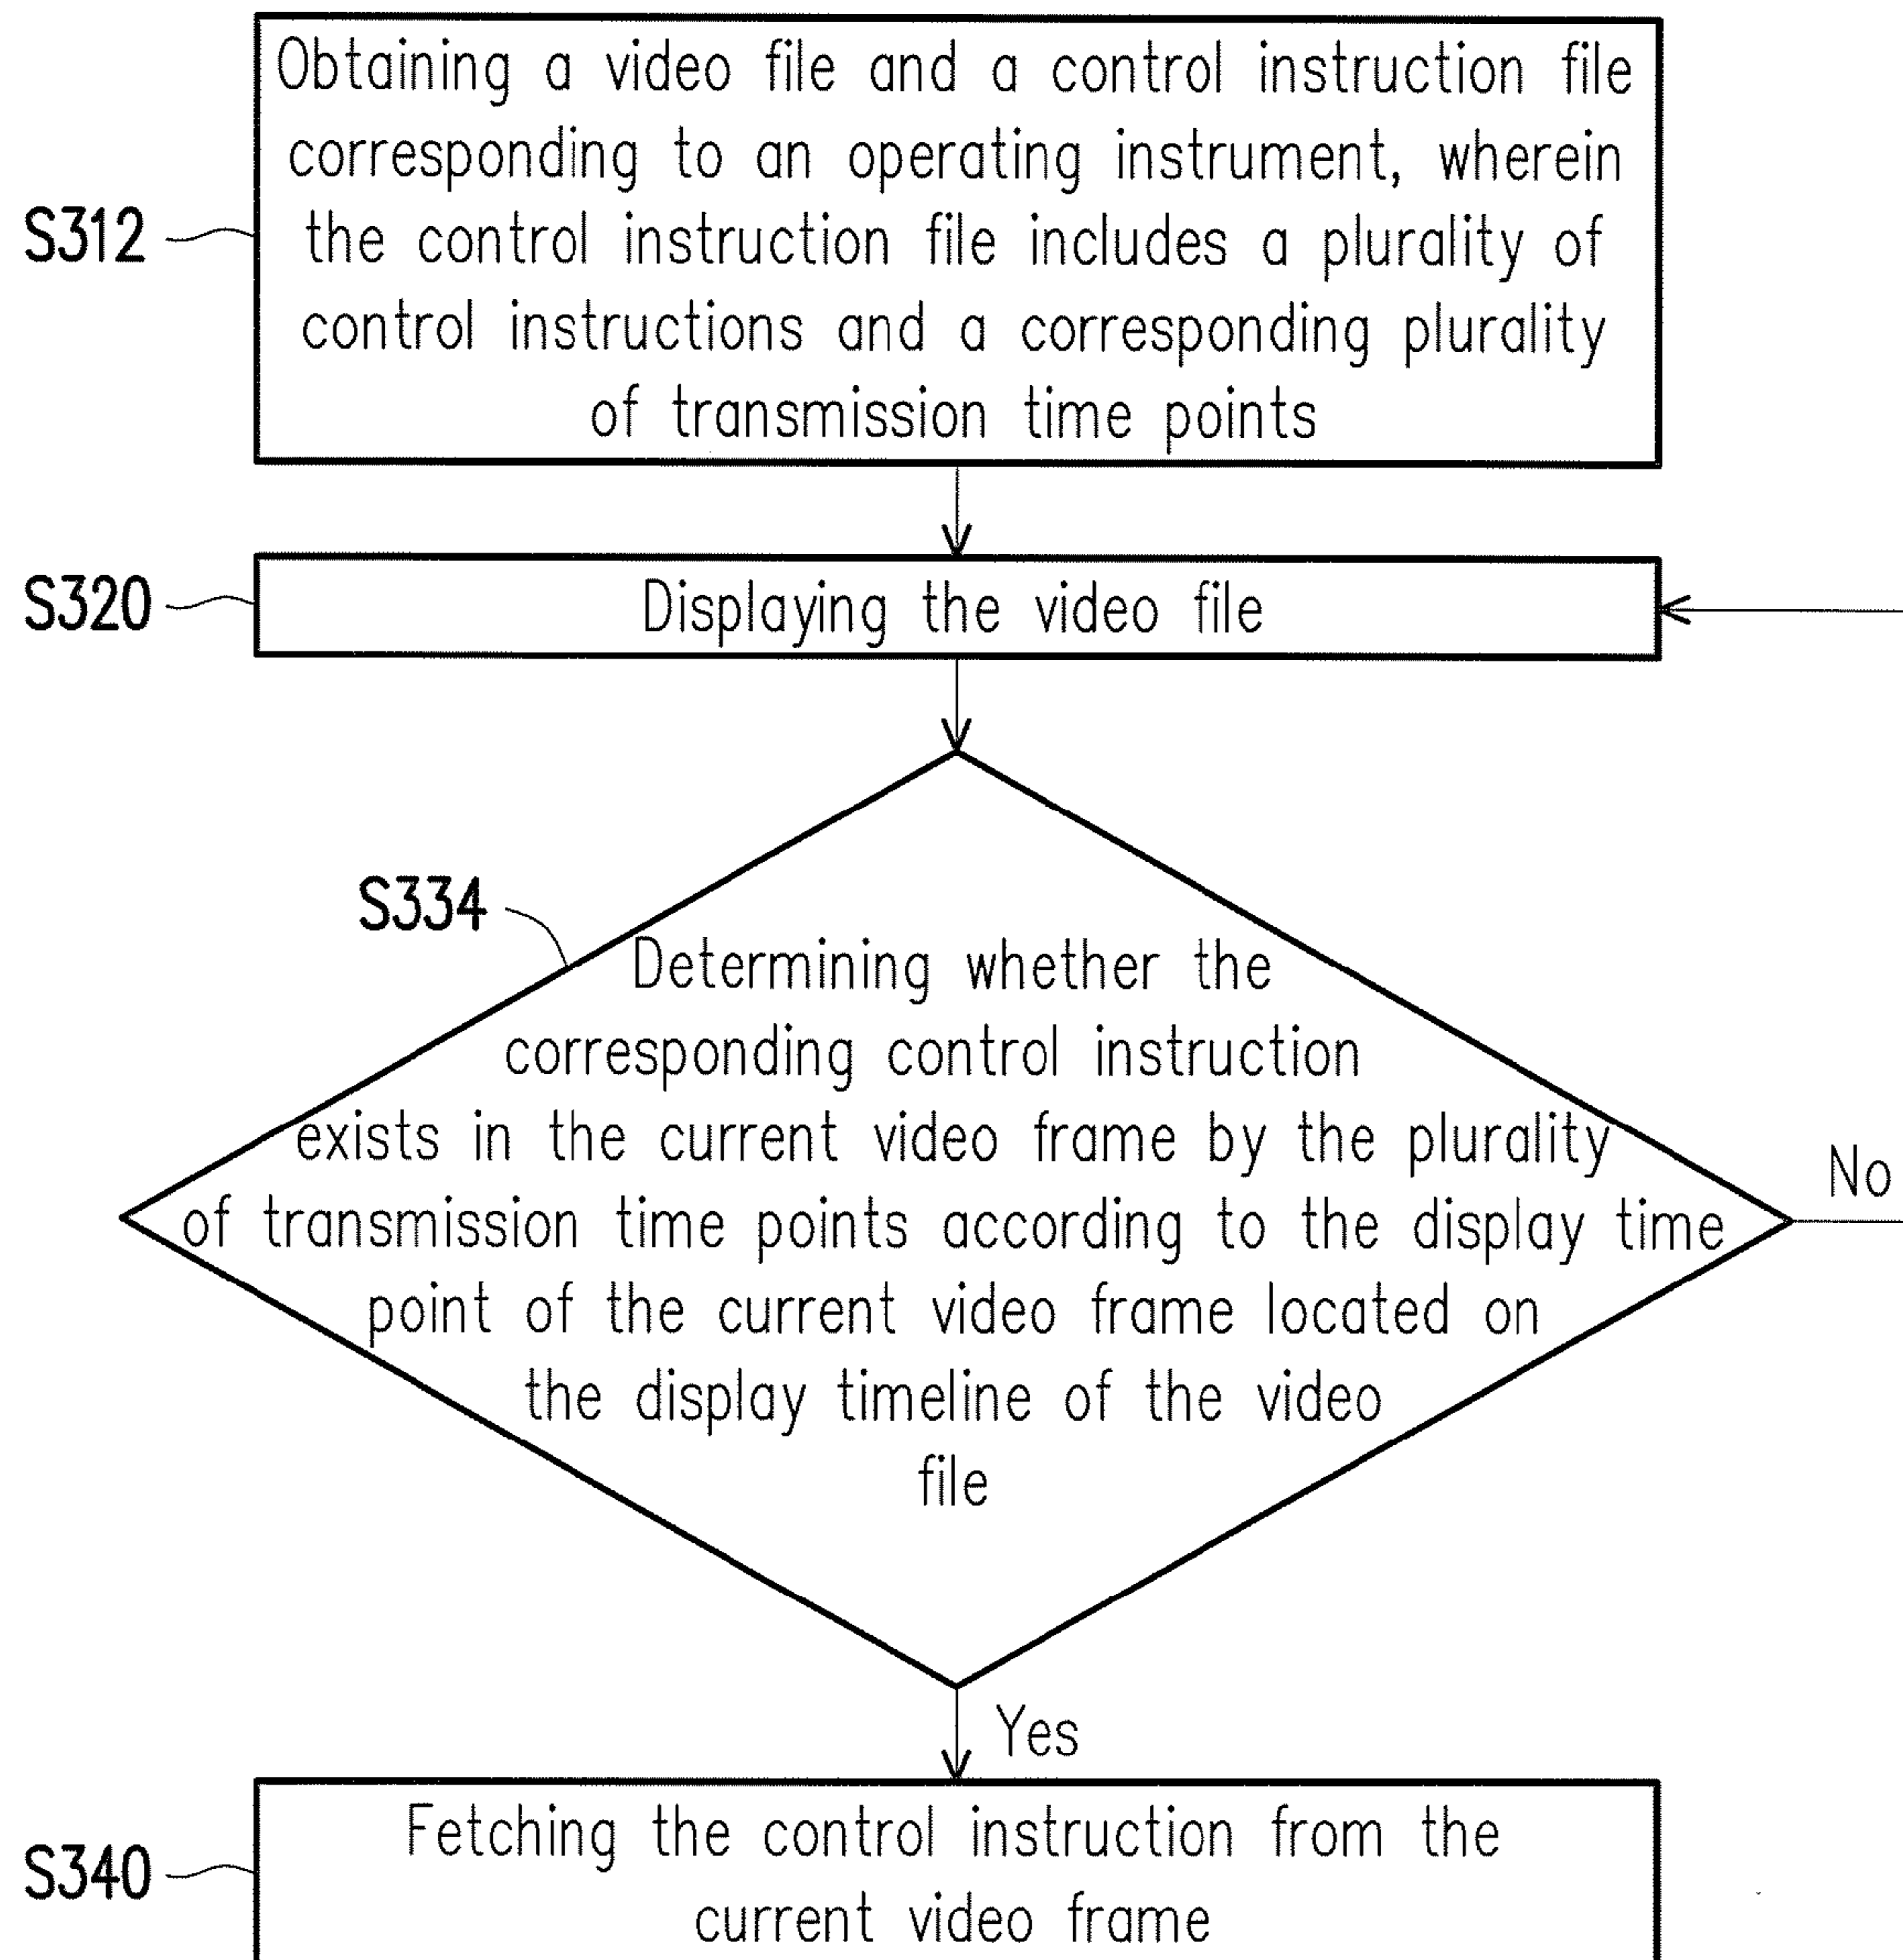 Obtaining a video file and a control instruction file
corresponding to an operating instrument, wherein
the control instruction file includes a plurality of
control instructions and a corresponding plurality
of transmission time points
S312
S320
Displaying the video file
S334
Determining whether the
corresponding control instruction
exists in the current video frame by the plurality
of transmission time points according to the display time
point of the current video frame located on
the display timeline of the video
file
No
Yes
S340
Fetching the control instruction from the
current video frame